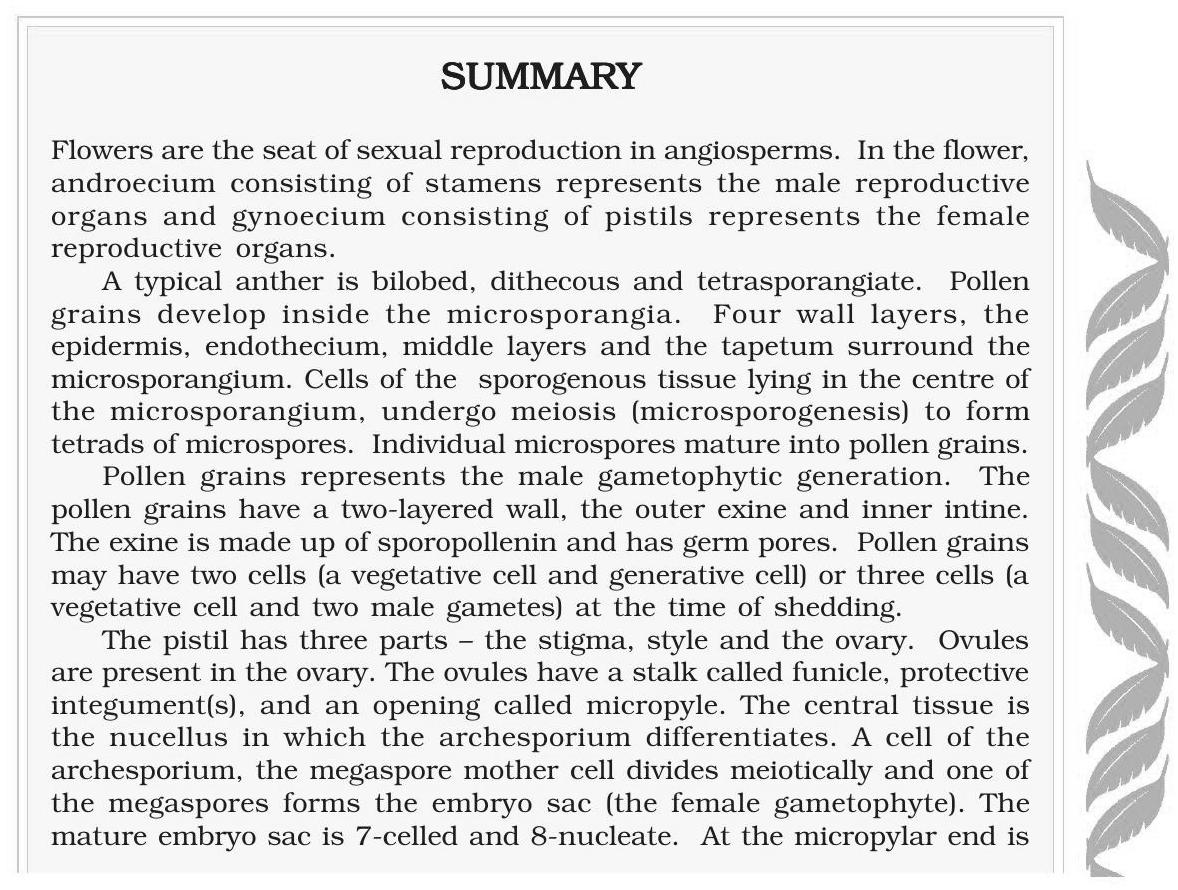 SUMMARY
Flowers are the seat of sexual reproduction in angiosperms.  In the flower,
androecium consisting of stamens represents the male reproductive
organs and gynoecium consisting of pistils represents the female
reproductive organs.
A typical anther is bilobed, dithecous and tetrasporangiate.  Pollen
grains develop inside the microsporangia.  Four wall layers, the
epidermis, endothecium, middle layers and the tapetum surround the
microsporangium. Cells of the  sporogenous tissue lying in the centre of
the microsporangium, undergo meiosis (microsporogenesis) to form
tetrads of microspores.  Individual microspores mature into pollen grains.
Pollen grains represents the male gametophytic generation.  The
pollen grains have a two-layered wall, the outer exine and inner intine.
The exine is made up of sporopollenin and has germ pores.  Pollen grains
may have two cells (a vegetative cell and generative cell) or three cells (a
vegetative cell and two male gametes) at the time of shedding.
The pistil has three parts – the stigma, style and the ovary.  Ovules
are present in the ovary. The ovules have a stalk called funicle, protective
integument(s), and an opening called micropyle. The central tissue is
the nucellus in which the archesporium differentiates. A cell of the
archesporium, the megaspore mother cell divides meiotically and one of
the megaspores forms the embryo sac (the female gametophyte). The
mature embryo sac is 7-celled and 8-nucleate.  At the micropylar end is